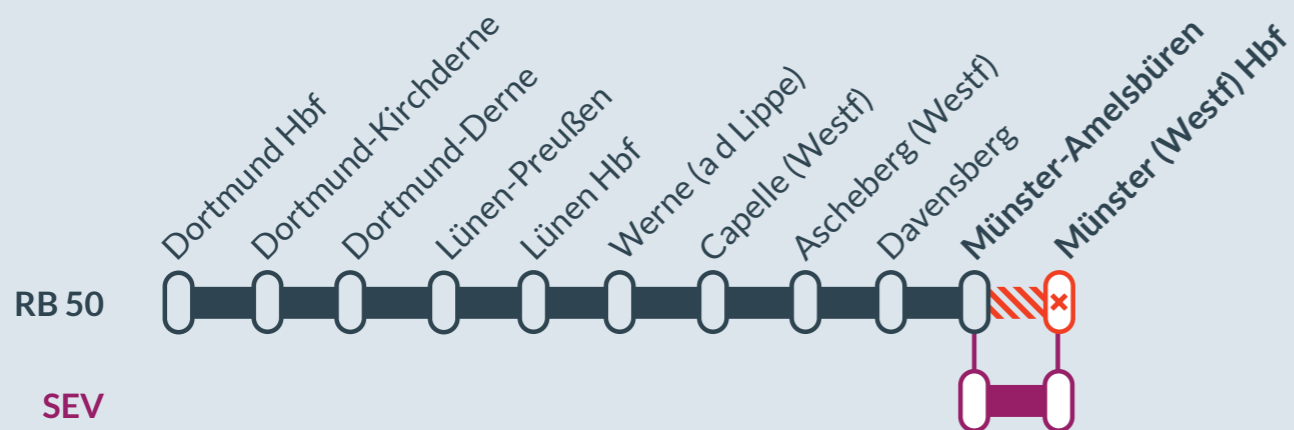 Dortmund Hbf
Dortmund-Kirchderne
Dortmund-Derne
Lünen-Preußen
Lünen Hbf
Werne (a d Lippe)
Capelle (Westf)
Ascheberg (Westf)
Davensberg
Münster-Amelsbüren
Münster (Westf) Hbf
RB 50
SEV